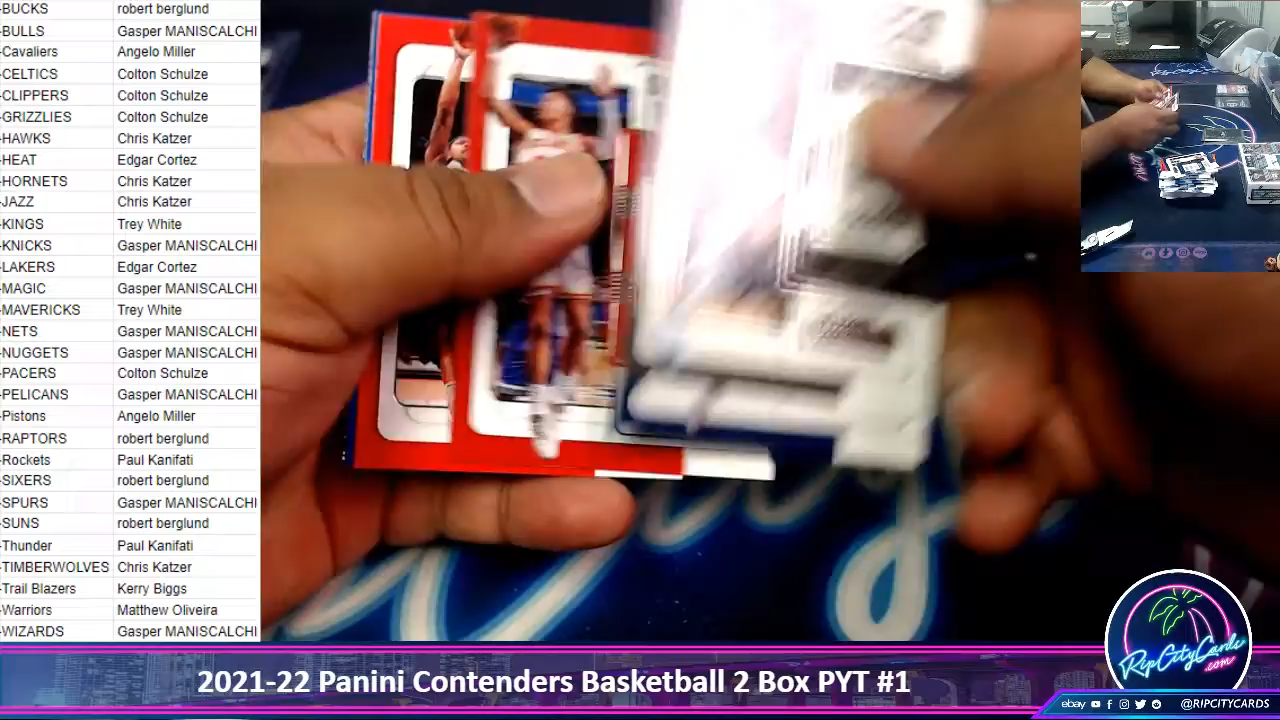 -BUCKS robert berglund
-BULLS Gasper MANISCALCHI
-Cavaliers Angelo Miller
-CELTICS Colton Schulze
-CLIPPERS Colton Schulze
-GRIZZLIES Colton Schulze
-HAWKS Chris Katzer
-HEAT Edgar Cortez
-HORNETS Chris Katzer
-JAZZ Chris Katzer
-KINGS Trey White
-KNICKS Gasper MANISCALCHI
-LAKERS Edgar Cortez
-MAGIC Gasper MANISCALCHI
-MAVERICKS Trey White
-NETS Gasper MANISCALCHI
-NUGGETS Gasper MANISCALCHI
-PACERS Colton Schulze
-PELICANS Gasper MANISCALCHI
-Pistons Angelo Miller
-RAPTORS robert berglund
-Rockets Paul Kanifati
-SIXERS robert berglund
-SPURS Gasper MANISCALCHI
-SUNS robert berglund
-Thunder Paul Kanifati
-TIMBERWOLVES Chris Katzer
-Trail Blazers Kerry Biggs
-Warriors Matthew Oliveira
-WIZARDS Gasper MANISCALCHI
2021-22 Panini Contenders Basketball 2 Box PYT #1
RipCityCards
.com
ebay @RIPCITYCARDS